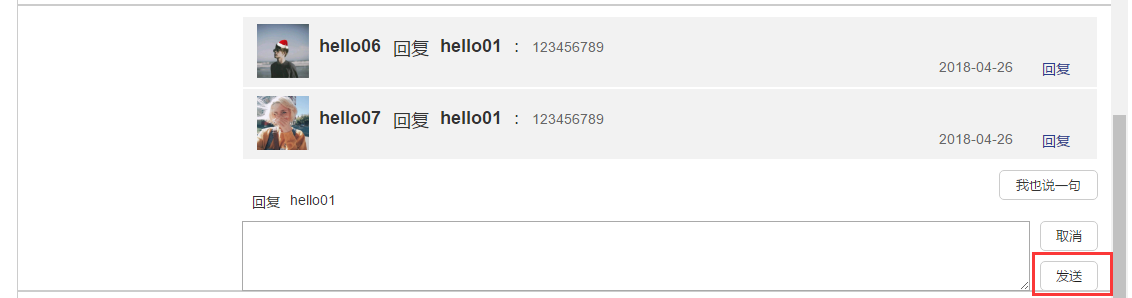 hello06 回复 hello01 : 123456789
2018-04-26 回复
hello07 回复 hello01 : 123456789
2018-04-26 回复
我也说一句
回复 hello01
取消
发送